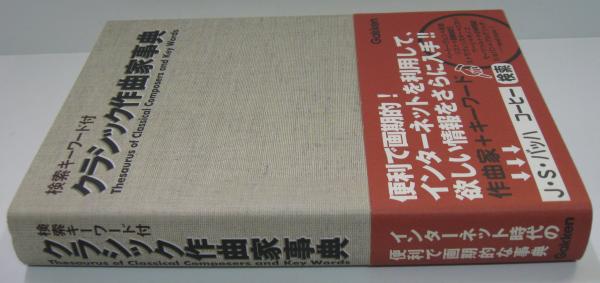 検索キーワード付
クラシック作曲家事典
Thesaurus of Classical Composers and Key Words
Gakken
便利で画期的!
インターネットを利用して、
欲しい情報をさらに入手!!
作曲家+キーワード
↓↓↓
J・S・バッハ コーヒー 検索
検索キーワード付
クラシック作曲家事典
Thesaurus of Classical Composers and Key Words
インターネット時代の
便利で画期的な事典
Gakken